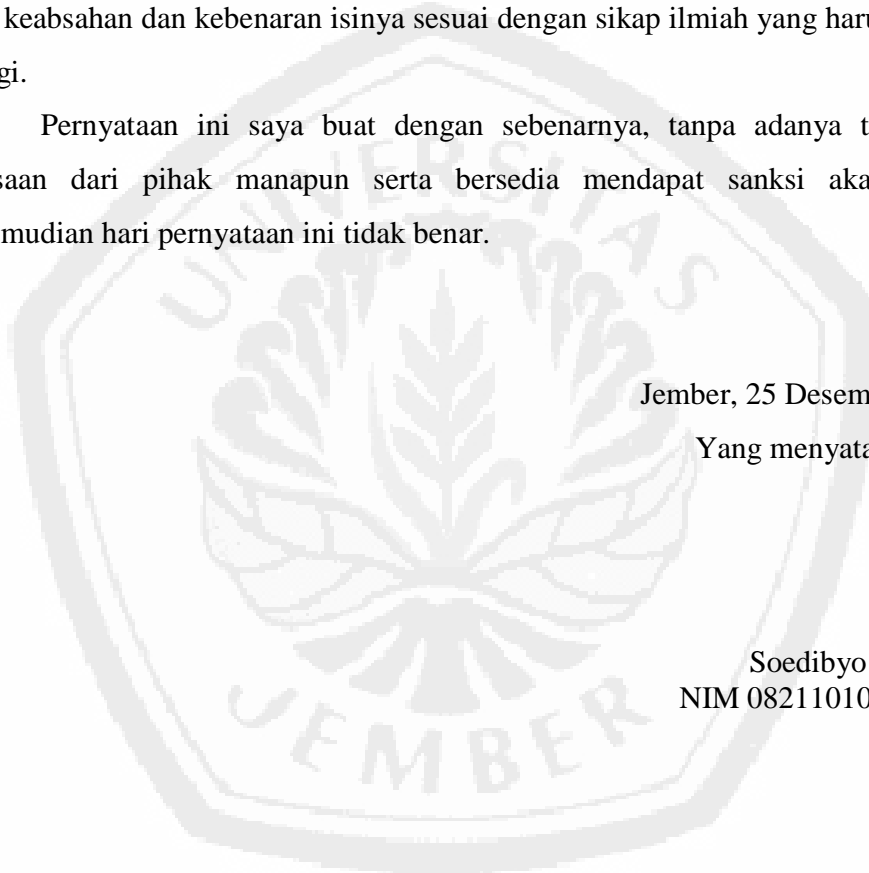 keabsahan dan kebenaran isinya sesuai dengan sikap ilmiah yang haru
gi.
Pernyataan ini saya buat dengan sebenarnya, tanpa adanya t
saan dari pihak manapun serta bersedia mendapat sanksi aka
mudian hari pernyataan ini tidak benar.
UNIVERSITAS
Jember, 25 Desem
Yang menyata
Soedibyo
NIM 08211010
JEMBER